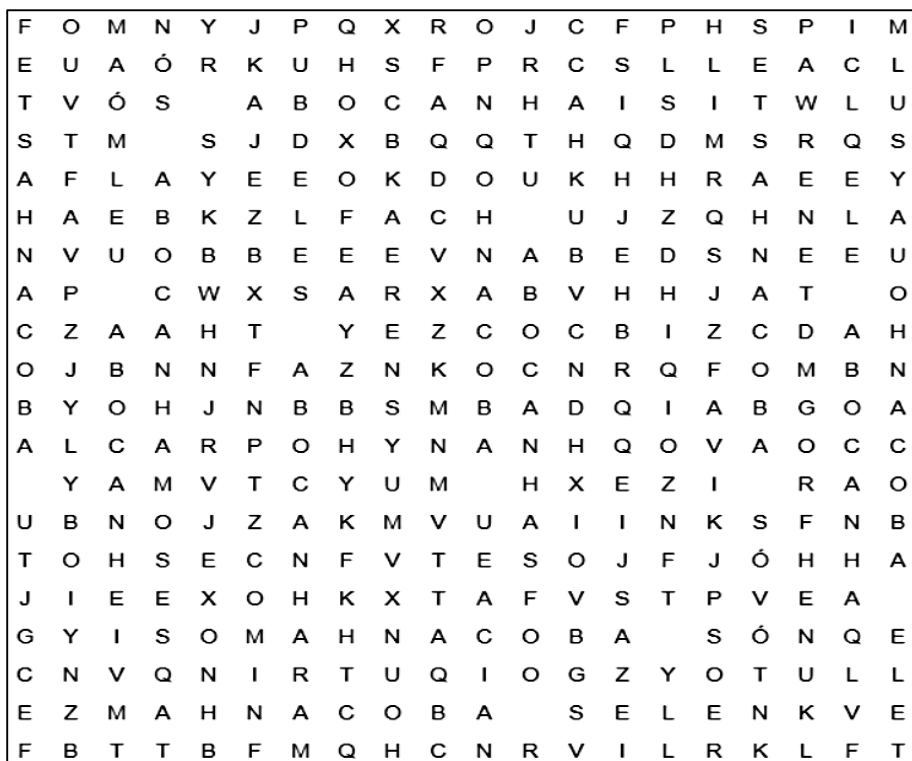 F O M N Y J P Q X R O J C F P H S P I M
E U A Ó R K U H S F P R C S L L E A C L
T V Ó S A B O C A N H A I S I T W L U
S T M S J D X B Q Q T H Q D M S R Q S
A F L A Y E E O K D O U K H H R A E E Y
H A E B K Z L F A C H U J Z Q H N L A
N V U O B B E E E V N A B E D S N E E U
A P C W X S A R X A B V H H J A T O
C Z A A H T Y E Z C O C B I Z C D A H
O J B N N F A Z N K O C N R Q F O M B N
B Y O H J N B B S M B A D Q I A B G O A
A L C A R P O H Y N A N H Q O V A O C C
Y A M V T C Y U M H X E Z I R A O
U B N O J Z A K M V U A I I N K S F N B
T O H S E C N F V T E S O J F J Ó H H A
J I E E X O H K X T A F V S T P V E A
G Y I S O M A H N A C O B A S Ó N Q E
C N V Q N I R T U Q I O G Z Y O T U L L
E Z M A H N A C O B A S E L E N K V E
F B T T B F M Q H C N R V I L R K L F T